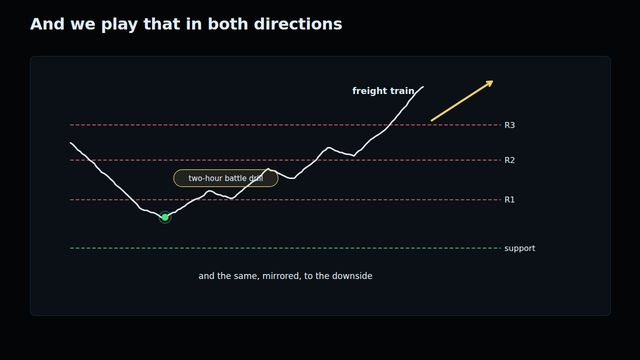 And we play that in both directions
freight train
R3
R2
two-hour battle drill
R1
support
and the same, mirrored, to the downside